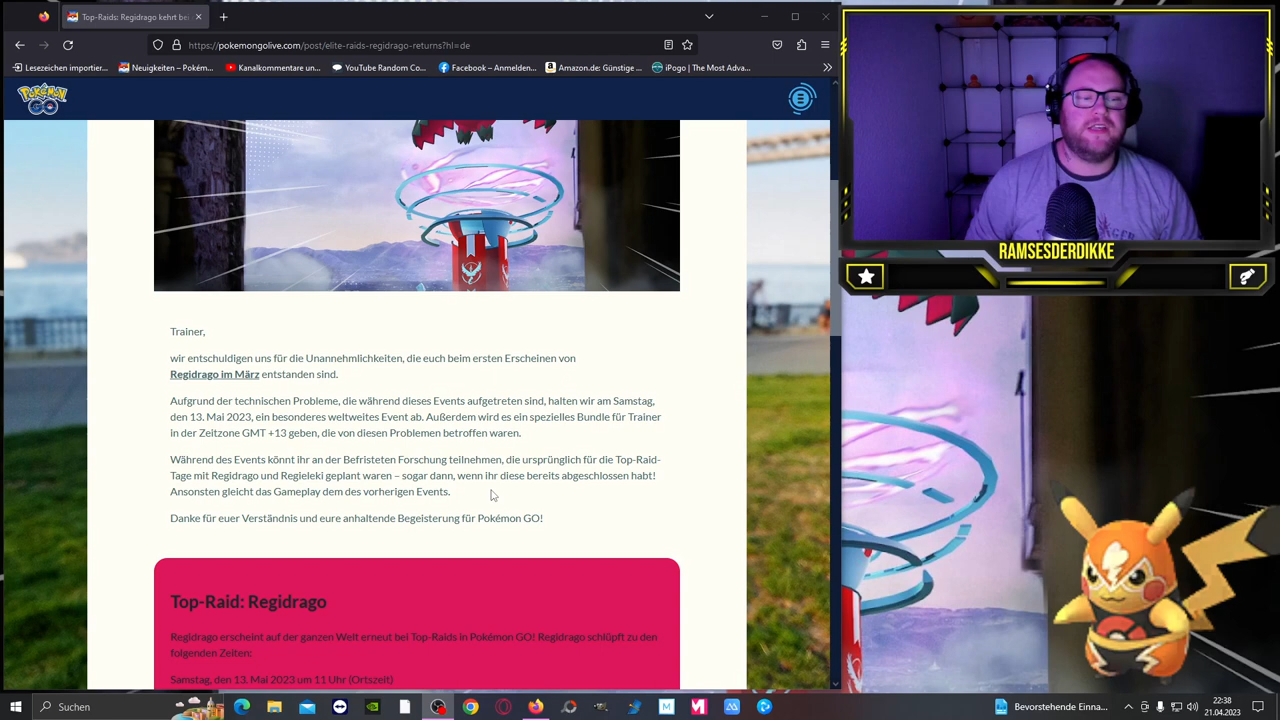 Top-Raids: Regidrago kehrt bei
https://pokemongolive.com/post/elite-raids-regidrago-returns?hl=de
Lesezeichen importier...
Neuigkeiten – Pokém...
Kanalkommentare un...
YouTube Random Co...
Facebook – Anmelden...
Amazon.de: Günstige ...
iPogo | The Most Adva...
Pokémon GO
Trainer,
wir entschuldigen uns für die Unannehmlichkeiten, die euch beim ersten Erscheinen von
Regidrago im März entstanden sind.
Aufgrund der technischen Probleme, die während dieses Events aufgetreten sind, halten wir am Samstag,
den 13. Mai 2023, ein besonderes weltweites Event ab. Außerdem wird es ein spezielles Bundle für Trainer
in der Zeitzone GMT +13 geben, die von diesen Problemen betroffen waren.
Während des Events könnt ihr an der Befristeten Forschung teilnehmen, die ursprünglich für die Top-Raid-
Tage mit Regidrago und Regieleki geplant waren – sogar dann, wenn ihr diese bereits abgeschlossen habt!
Ansonsten gleicht das Gameplay dem des vorherigen Events.
Danke für euer Verständnis und eure anhaltende Begeisterung für Pokémon GO!
Top-Raid: Regidrago
Regidrago erscheint auf der ganzen Welt erneut bei Top-Raids in Pokémon GO! Regidrago schlüpft zu den
folgenden Zeiten:
Samstag, den 13. Mai 2023 um 11 Uhr (Ortszeit)
RAMSESDERDIKKE
Suchen
Bevorstehende Einnah...
22:38
21.04.2023